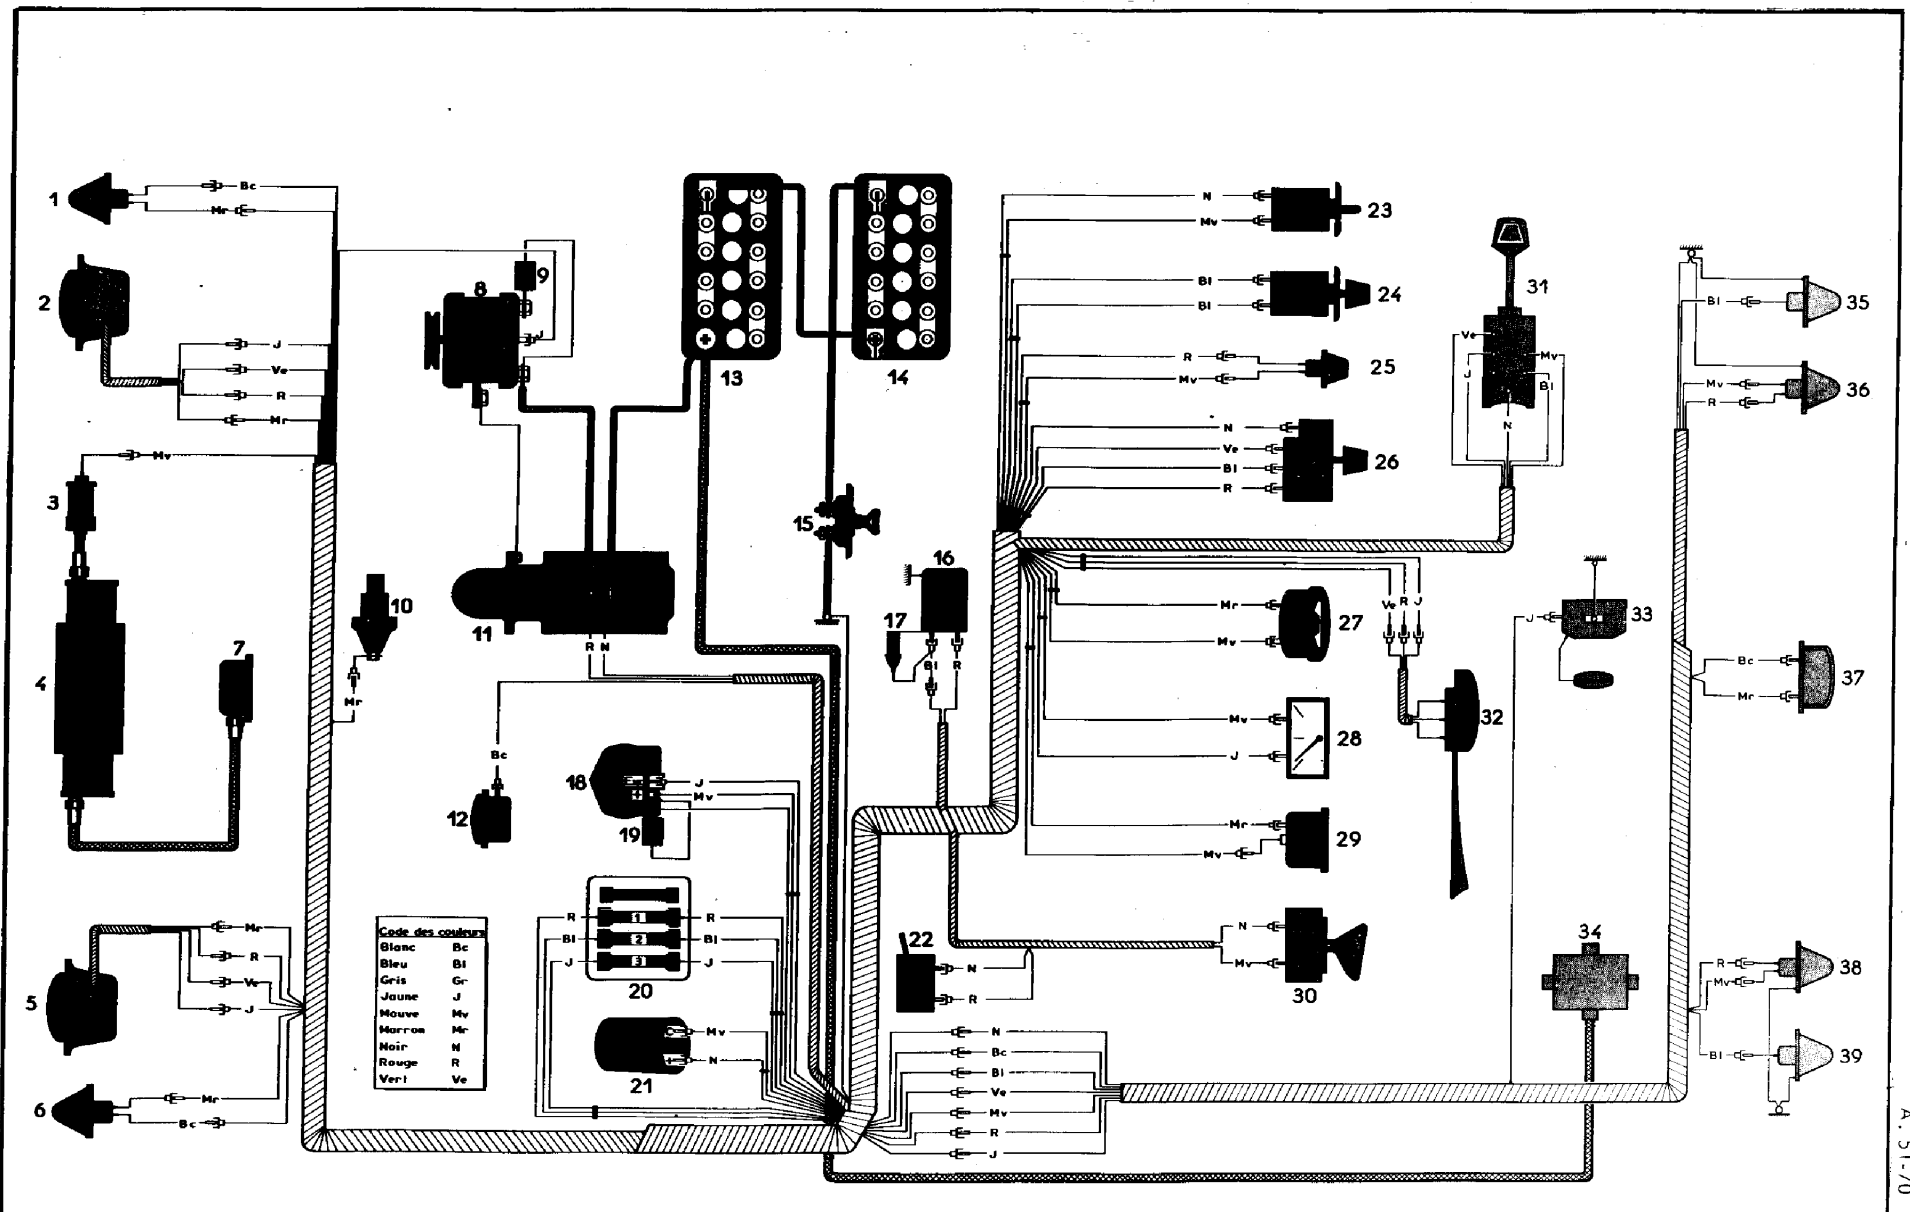 1
Bc
Mr
2
J
Ve
R
Mr
Mv
3
4
7
5
Mr
R
Ve
J
6
Mr
Bc
8
9
J
10
Mr
11
R N
Bc
12
13
14
15
16
17
Bl
R
18
J
Mv
19
R 1 R
Bl 2 Bl
J 3 J
20
21
Mv
N
22
N
R
Code des couleurs
Blanc Bc
Bleu Bl
Gris Gr
Jaune J
Mauve Mv
Marron Mr
Noir N
Rouge R
Vert Ve
N
Mv
23
Bl
Bl
24
R
Mv
25
N
Ve
Bl
R
26
Mr
Mv
27
Mv
J
28
Mr
Mv
29
N
Mv
30
31
Ve
J
Mv
Bl
N
Ve R J
32
J
33
34
Bl
35
Mv
R
36
Bc
Mr
37
R
Mv
38
Bl
39
N
Bc
Bl
Ve
Mv
R
J
A. 51-70